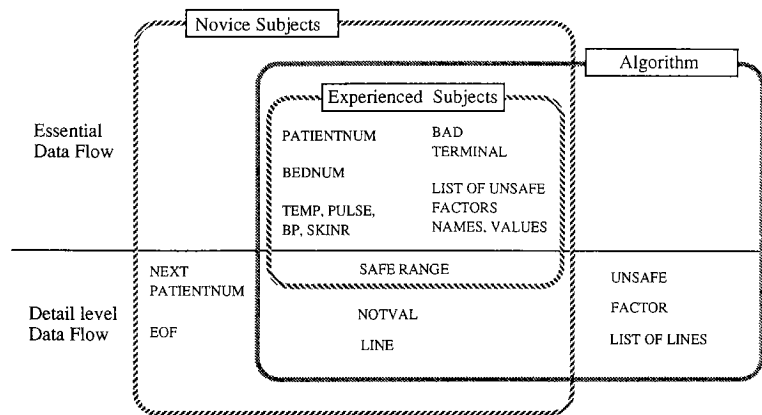 Novice Subjects
Algorithm
Experienced Subjects
Essential
Data Flow
PATIENTNUM
BAD
TERMINAL
BEDNUM
LIST OF UNSAFE
FACTORS
NAMES, VALUES
TEMP, PULSE,
BP, SKINR
Detail level
Data Flow
NEXT
PATIENTNUM
EOF
SAFE RANGE
NOTVAL
LINE
UNSAFE
FACTOR
LIST OF LINES